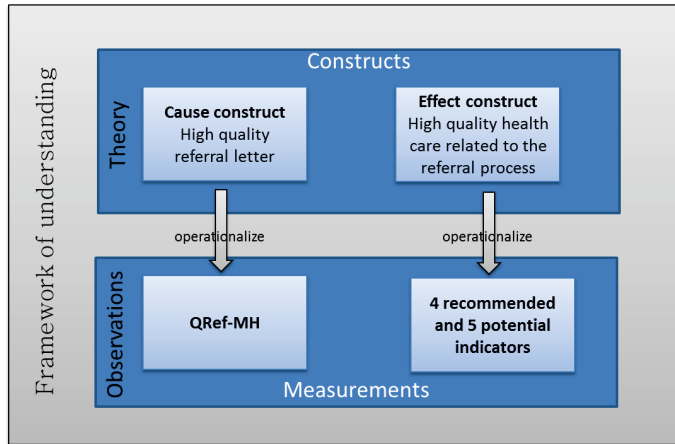 Framework of understanding
Constructs
Theory
Cause construct
High quality
referral letter
Effect construct
High quality health
care related to the
referral process
operationalize
operationalize
Observations
QRef-MH
4 recommended
and 5 potential
indicators
Measurements